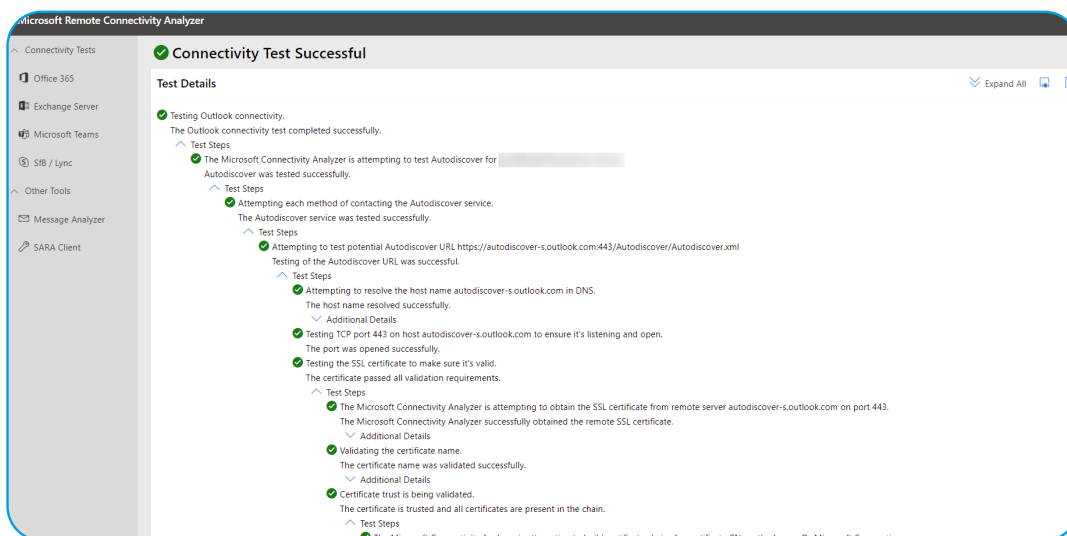 Microsoft Remote Connectivity Analyzer
Connectivity Tests
Office 365
Exchange Server
Microsoft Teams
SfB / Lync
Other Tools
Message Analyzer
SARA Client
Connectivity Test Successful
Test Details
Expand All
Testing Outlook connectivity.
The Outlook connectivity test completed successfully.
Test Steps
The Microsoft Connectivity Analyzer is attempting to test Autodiscover for
Autodiscover was tested successfully.
Test Steps
Attempting each method of contacting the Autodiscover service.
The Autodiscover service was tested successfully.
Test Steps
Attempting to test potential Autodiscover URL https://autodiscover-s.outlook.com:443/Autodiscover/Autodiscover.xml
Testing of the Autodiscover URL was successful.
Test Steps
Attempting to resolve the host name autodiscover-s.outlook.com in DNS.
The host name resolved successfully.
Additional Details
Testing TCP port 443 on host autodiscover-s.outlook.com to ensure it's listening and open.
The port was opened successfully.
Testing the SSL certificate to make sure it's valid.
The certificate passed all validation requirements.
Test Steps
The Microsoft Connectivity Analyzer is attempting to obtain the SSL certificate from remote server autodiscover-s.outlook.com on port 443.
The Microsoft Connectivity Analyzer successfully obtained the remote SSL certificate.
Additional Details
Validating the certificate name.
The certificate name was validated successfully.
Additional Details
Certificate trust is being validated.
The certificate is trusted and all certificates are present in the chain.
Test Steps